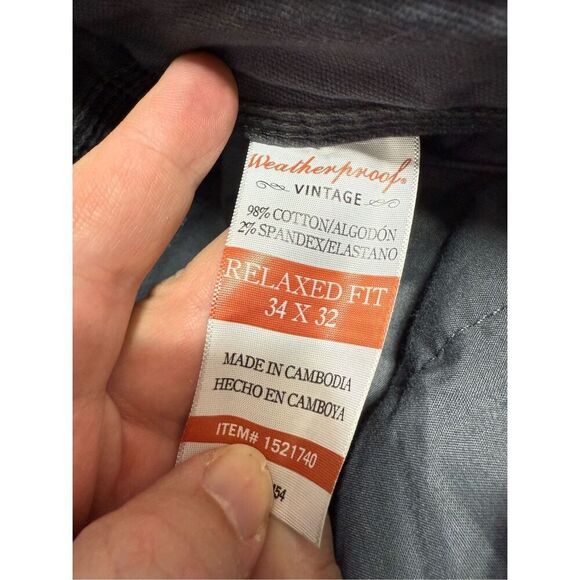 Weatherproof®
VINTAGE
98% COTTON/ALGODÓN
2% SPANDEX/ELASTANO
RELAXED FIT
34 X 32
MADE IN CAMBODIA
HECHO EN CAMBOYA
ITEM# 1521740